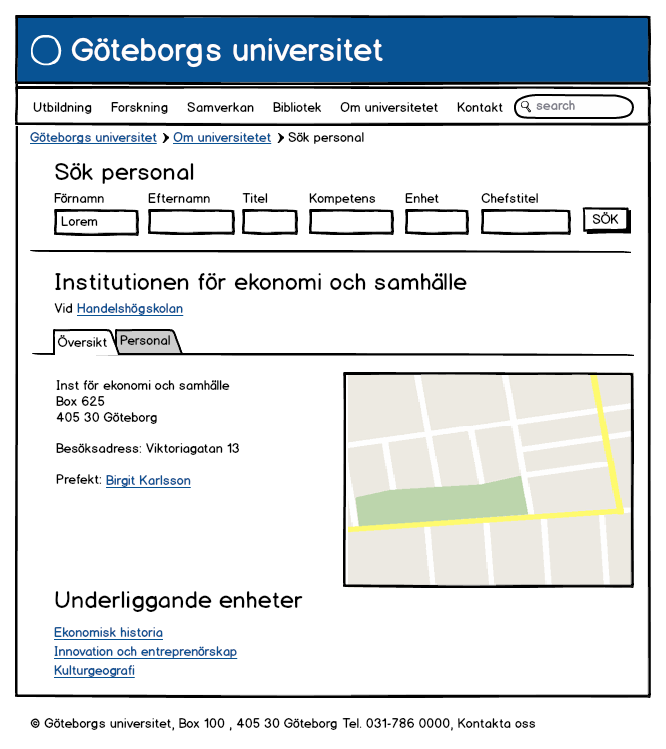 Göteborgs universitet
Utbildning Forskning Samverkan Bibliotek Om universitetet Kontakt search
Göteborgs universitet Om universitetet Sök personal
Sök personal
Förnamn Efternamn Titel Kompetens Enhet Chefstitel
Lorem SÖK
Institutionen för ekonomi och samhälle
Vid Handelshögskolan
Översikt Personal
Inst för ekonomi och samhälle
Box 625
405 30 Göteborg
Besöksadress: Viktoriagatan 13
Prefekt: Birgit Karlsson
Underliggande enheter
Ekonomisk historia
Innovation och entreprenörskap
Kulturgeografi
© Göteborgs universitet, Box 100 , 405 30 Göteborg Tel. 031-786 0000, Kontakta oss